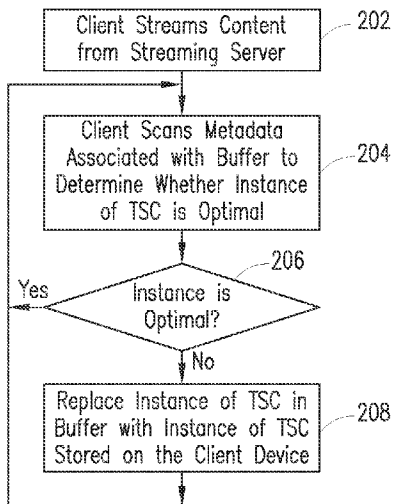 Client Streams Content
from Streaming Server
202
Client Scans Metadata
Associated with Buffer to
Determine Whether Instance
of TSC is Optimal
204
206
Instance is
Optimal?
Yes
No
Replace Instance of TSC in
Buffer with Instance of TSC
Stored on the Client Device
208